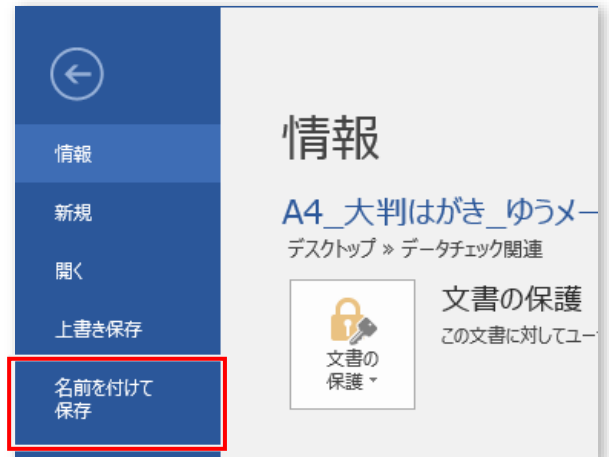 情報
新規
開く
上書き保存
名前を付けて
保存
情報
A4_大判はがき_ゆうメー
デスクトップ » データチェック関連
文書の
保護
文書の保護
この文書に対してユー